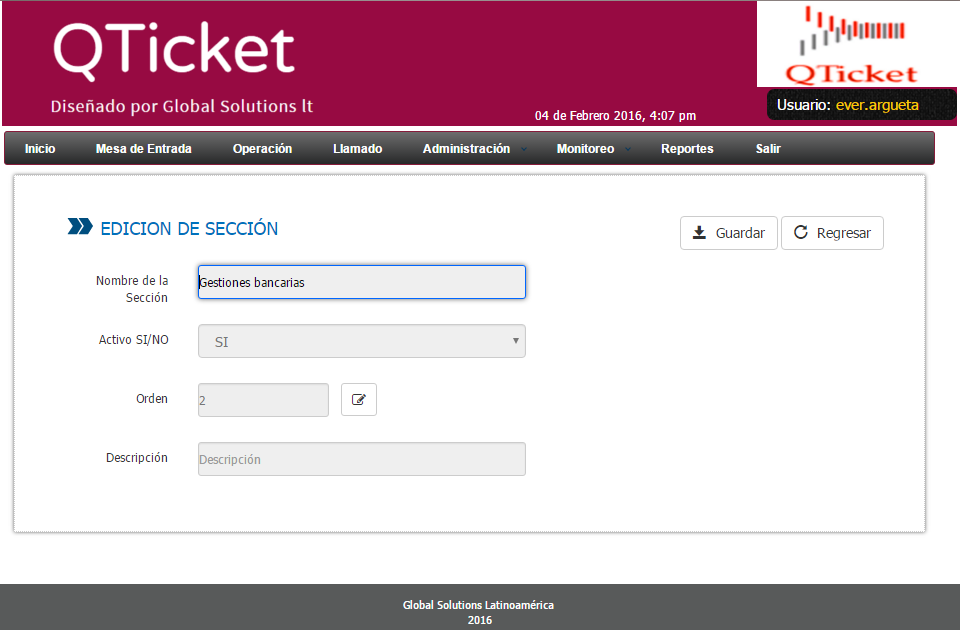 QTicket
Diseñado por Global Solutions lt
QTicket
04 de Febrero 2016, 4:07 pm
Usuario: ever.argueta
Inicio Mesa de Entrada Operación Llamado Administración Monitoreo Reportes Salir
EDICION DE SECCIÓN
Guardar Regresar
Nombre de la
Sección
Gestiones bancarias
Activo SI/NO
SI
Orden
2
Descripción
Descripción
Global Solutions Latinoamérica
2016